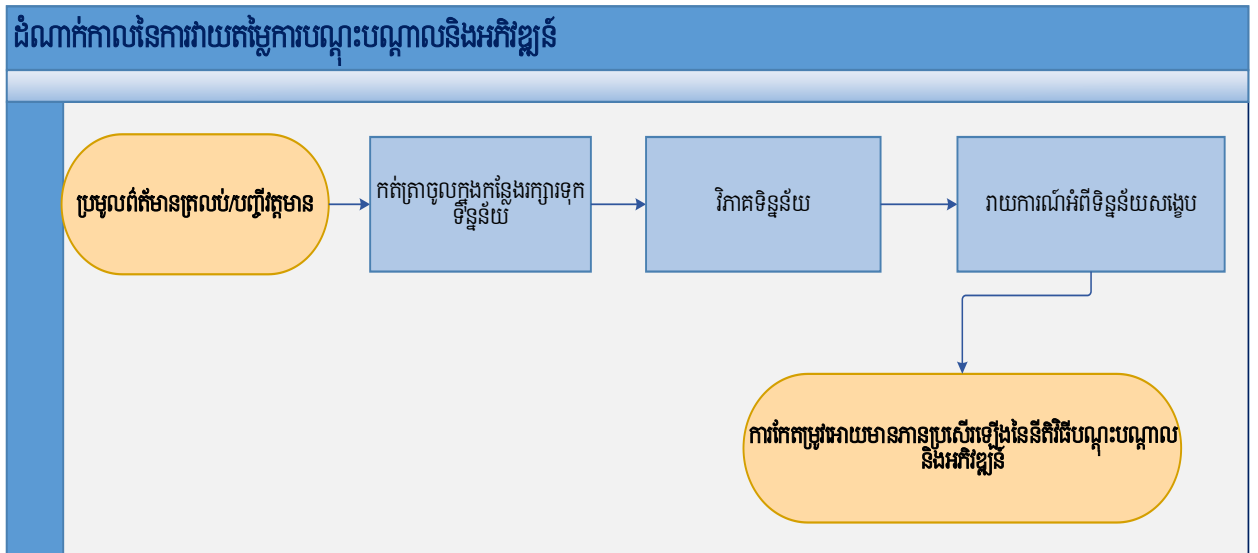 ដំណាក់កាលនៃការវាយតម្លៃការបណ្តុះបណ្តាលនិងអភិវឌ្ឍន៍
ប្រមូលព៌ត័មានត្រលប់/បញ្ចីវត្តមាន
កត់ត្រាចូលក្នុងកន្លែងរក្សារទុក
ទិន្នន័យ
វិភាគទិន្នន័យ
រាយការណ៍អំពីទិន្នន័យសង្ខេប
ការកែតម្រូវអោយមានភានប្រសើរឡើងនៃនីតិវិធីបណ្តុះបណ្តាល
និងអភិវឌ្ឍន៍